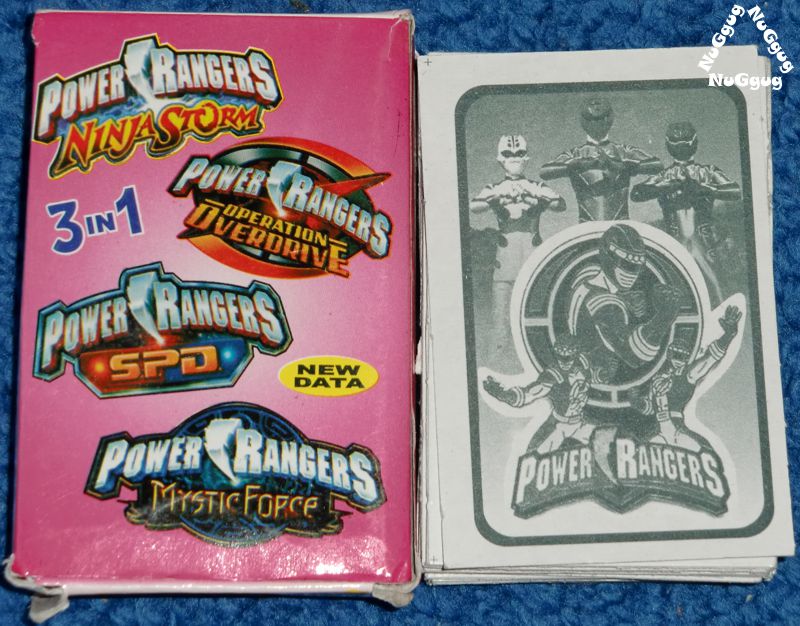 POWER RANGERS
NINJA STORM
3 IN 1
POWER RANGERS
OPERATION
OVERDRIVE
POWER RANGERS
SPD
NEW
DATA
POWER RANGERS
MYSTIC FORCE
POWER RANGERS
NuGgug
NuGgug
NuGgug